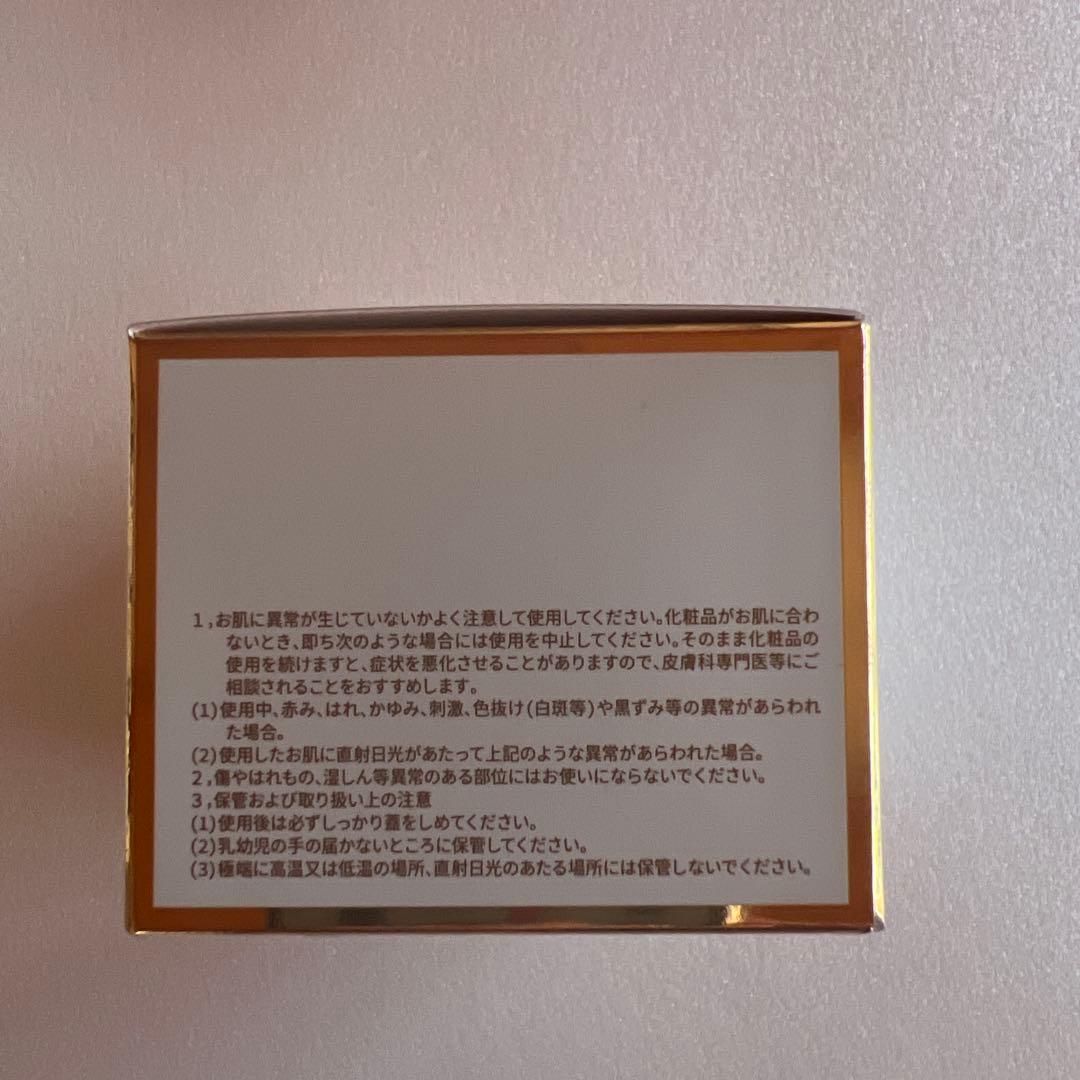 1,お肌に異常が生じていないかよく注意して使用してください。化粧品がお肌に合わ
ないとき、即ち次のような場合には使用を中止してください。そのまま化粧品の
使用を続けますと、症状を悪化させることがありますので、皮膚科専門医等にご
相談されることをおすすめします。
(1)使用中、赤み、はれ、かゆみ、刺激、色抜け(白斑等)や黒ずみ等の異常があらわれ
た場合。
(2)使用したお肌に直射日光があたって上記のような異常があらわれた場合。
2,傷やはれもの、湿しん等異常のある部位にはお使いにならないでください。
3,保管および取り扱い上の注意
(1)使用後は必ずしっかり蓋をしめてください。
(2)乳幼児の手の届かないところに保管してください。
(3)極端に高温又は低温の場所、直射日光のあたる場所には保管しないでください。